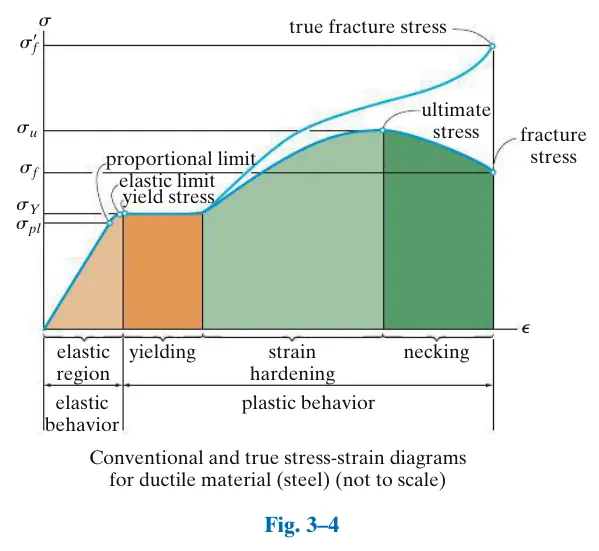 σ
true fracture stress
σ′f
σu
ultimate
stress
fracture
stress
σf
proportional limit
elastic limit
yield stress
σY
σpl
ϵ
elastic
region
yielding
strain
hardening
necking
elastic
behavior
plastic behavior
Conventional and true stress-strain diagrams
for ductile material (steel) (not to scale)
Fig. 3–4